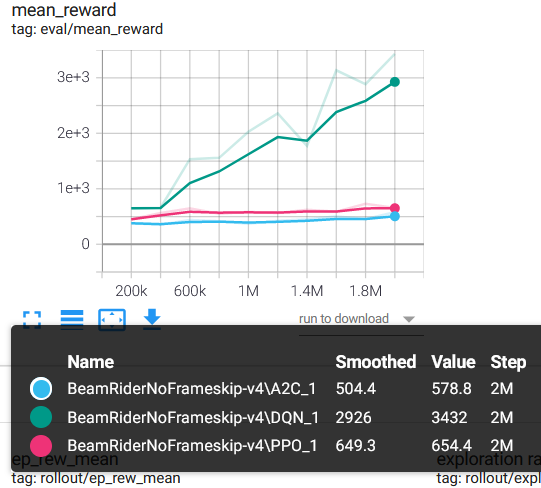 mean_reward
tag: eval/mean_reward
3e+3
2e+3
1e+3
0
200k 600k 1M 1.4M 1.8M
run to download
Name Smoothed Value Step
BeamRiderNoFrameskip-v4\A2C_1 504.4 578.8 2M
BeamRiderNoFrameskip-v4\DQN_1 2926 3432 2M
BeamRiderNoFrameskip-v4\PPO_1 649.3 654.4 2M
ep_rew_mean exploration ra
tag: rollout/ep_rew_mean tag: rollout/expl